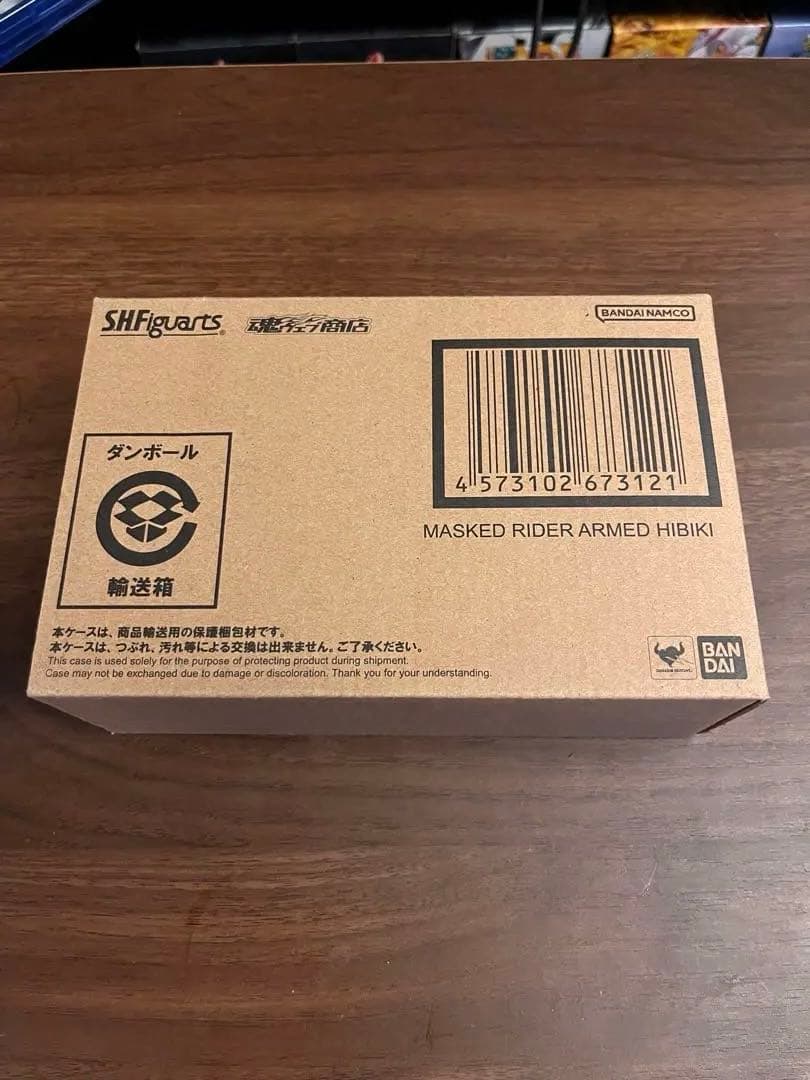 S.H.Figuarts® 魂ウェブ商店
BANDAI NAMCO
4 573102 673121
MASKED RIDER ARMED HIBIKI
ダンボール
輸送箱
本ケースは、商品輸送用の保護梱包材です。
本ケースは、つぶれ、汚れ等による交換は出来ません。ご了承ください。
This case is used solely for the purpose of protecting product during shipment.
Case may not be exchanged due to damage or discoloration. Thank you for your understanding.
BAN
DAI